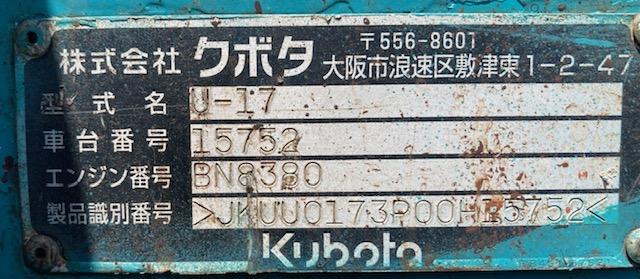 株式会社 クボタ 〒556-8601
大阪市浪速区敷津東1-2-47
型式名 U-17
車台番号 15752
エンジン番号 BN8380
製品識別番号 >JKUU0173P00H15752<
Kubota